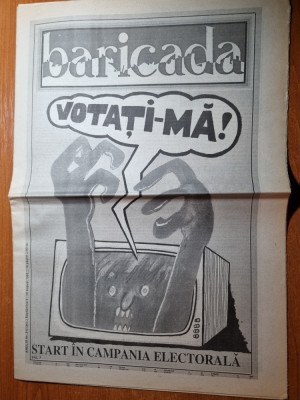 baricada
VOTAȚI-MĂ!
START ÎN CAMPANIA ELECTORALĂ